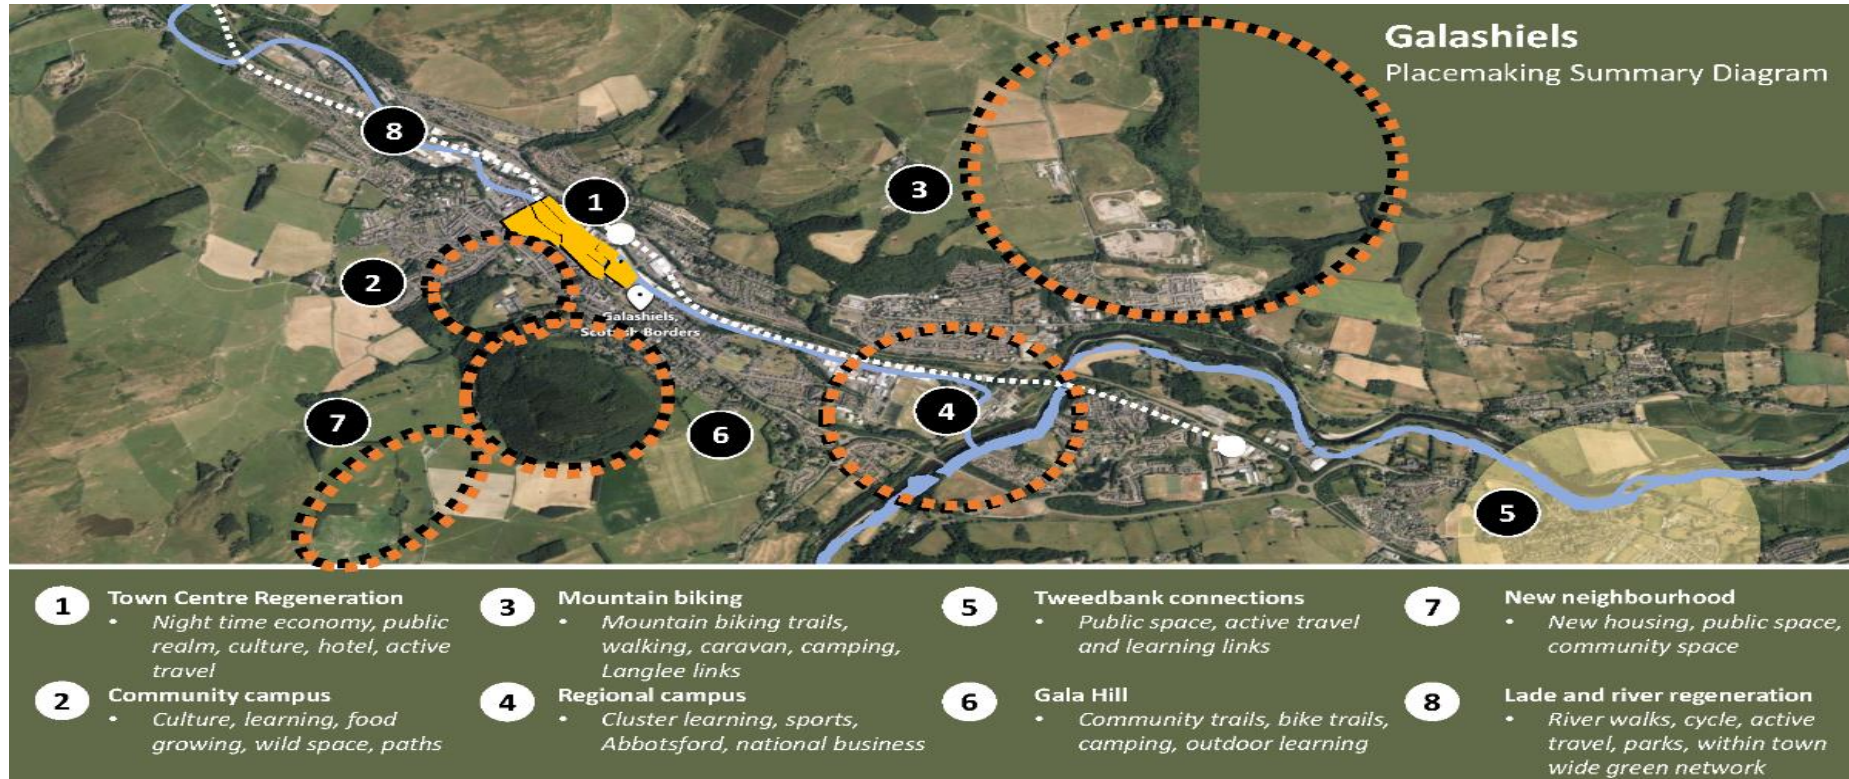 Galashiels
Placemaking Summary Diagram
8
1
3
2
Galashiels,
Scottish Borders
7
6
4
5
1 Town Centre Regeneration
• Night time economy, public
realm, culture, hotel, active
travel
2 Community campus
• Culture, learning, food
growing, wild space, paths
3 Mountain biking
• Mountain biking trails,
walking, caravan, camping,
Langlee links
4 Regional campus
• Cluster learning, sports,
Abbotsford, national business
5 Tweedbank connections
• Public space, active travel
and learning links
6 Gala Hill
• Community trails, bike trails,
camping, outdoor learning
7 New neighbourhood
• New housing, public space,
community space
8 Lade and river regeneration
• River walks, cycle, active
travel, parks, within town
wide green network